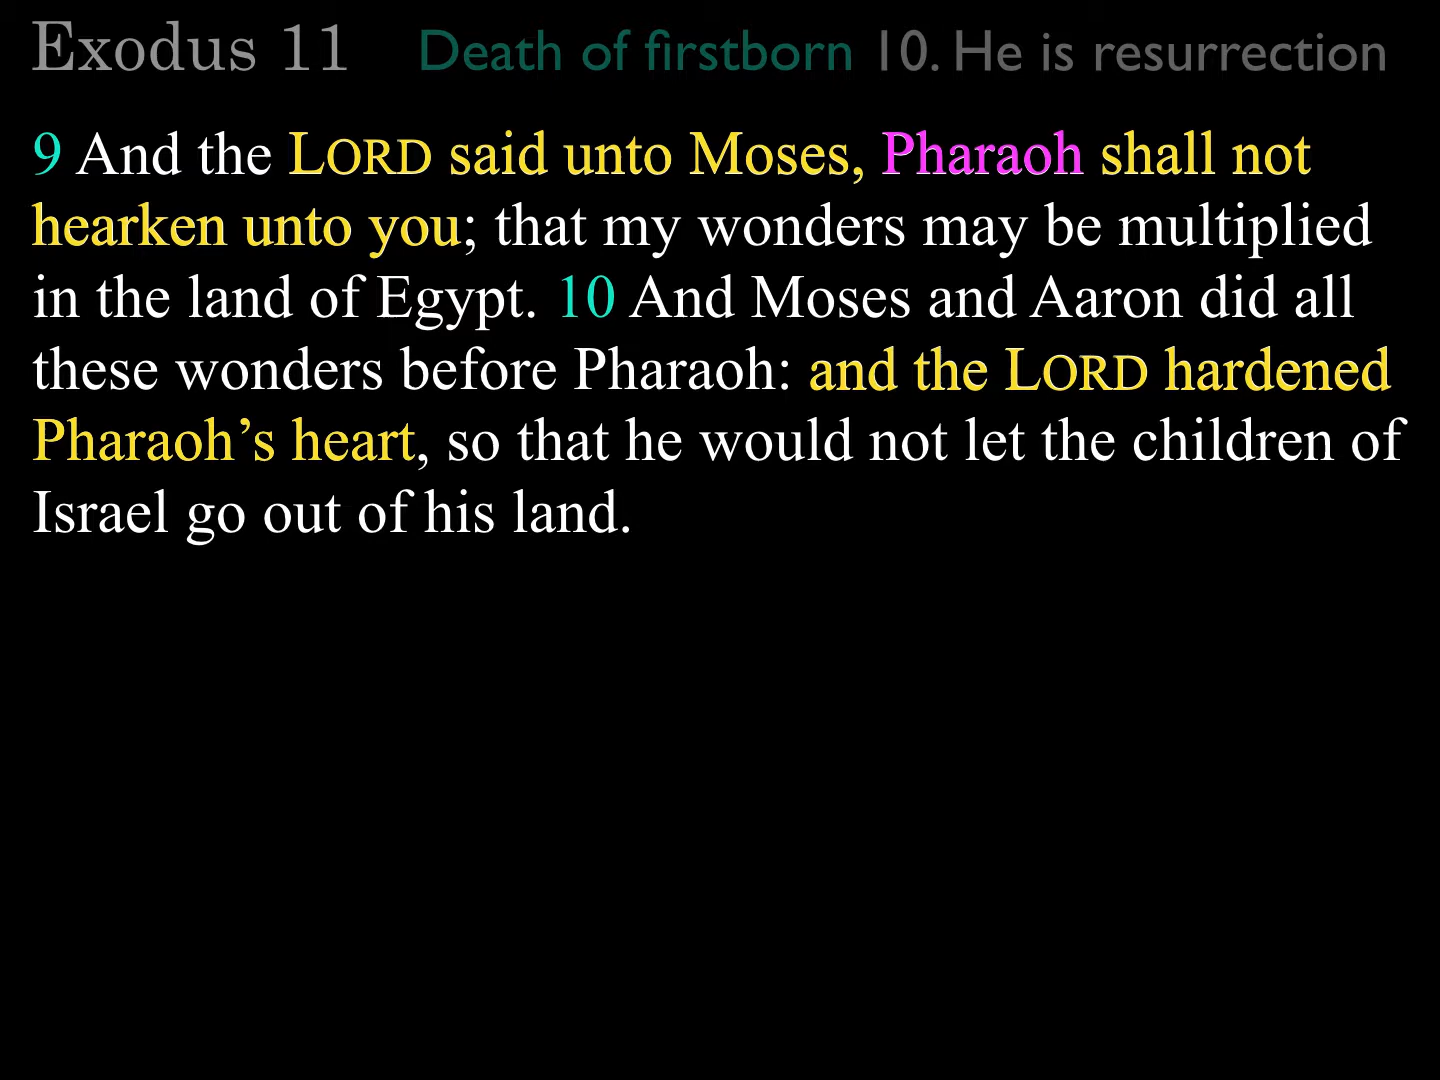 Exodus 11 Death of firstborn 10. He is resurrection
9 And the LORD said unto Moses, Pharaoh shall not
hearken unto you; that my wonders may be multiplied
in the land of Egypt. 10 And Moses and Aaron did all
these wonders before Pharaoh: and the LORD hardened
Pharaoh’s heart, so that he would not let the children of
Israel go out of his land.